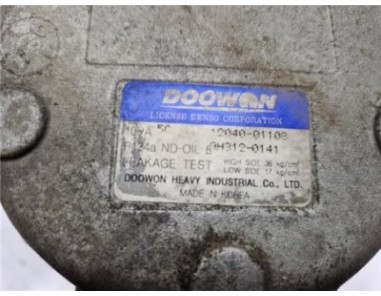 DOOWON
LICENSE DENSO CORPORATION
12040-01108
R134a ND-OIL 8 BH312-0141
LEAKAGE TEST HIGH SIDE 36 kg/cm²
LOW SIDE 17 kg/cm²
DOOWON HEAVY INDUSTRIAL Co., LTD.
MADE IN KOREA